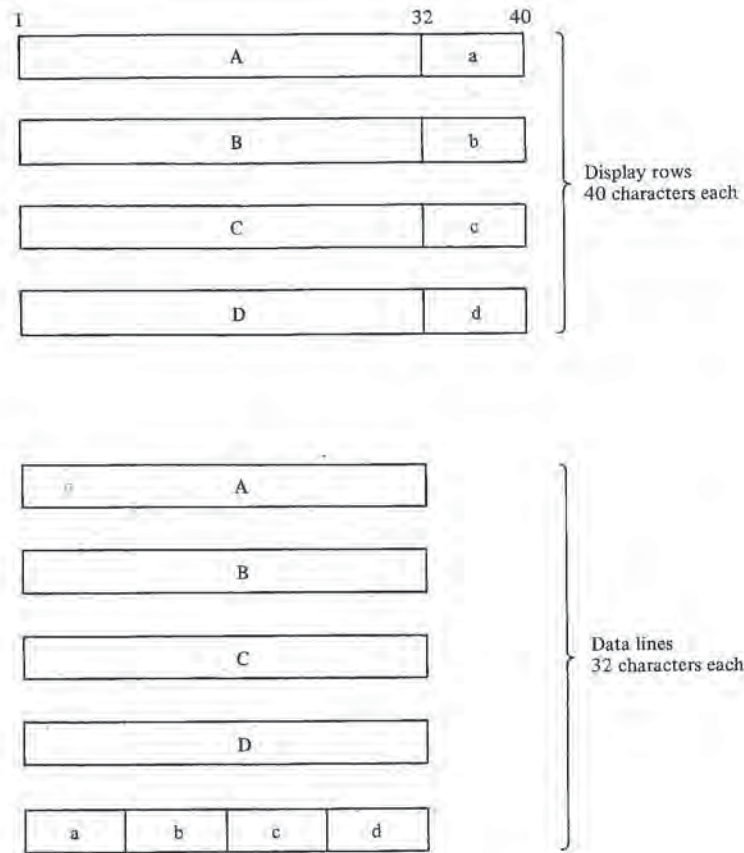 1 32 40
A a
B b
Display rows
40 characters each
C c
D d
A
B
C
Data lines
32 characters each
D
a b c d